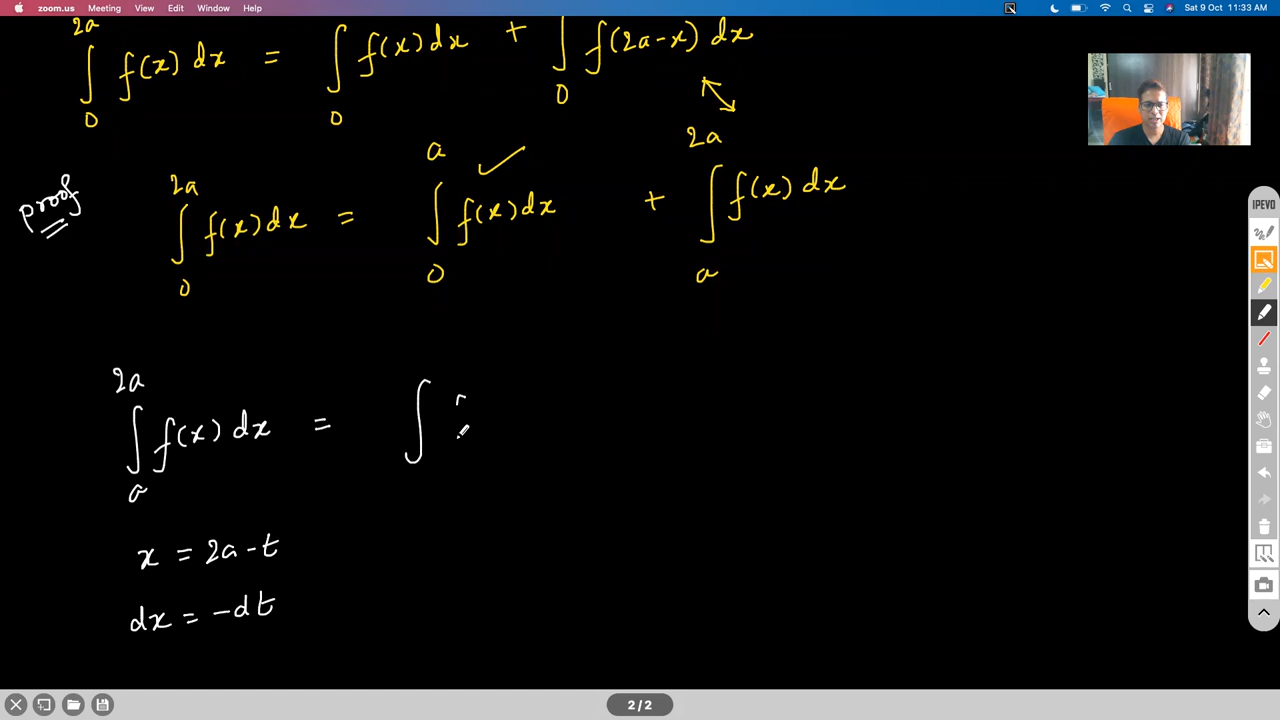 zoom.us Meeting View Edit Window Help Sat 9 Oct 11:33 AM
2a
∫ f(x) dx = ∫ f(x) dx + ∫ f(2a-x) dx
0 0 0
IPEVO
proof
2a a 2a
∫ f(x) dx = ∫ f(x) dx + ∫ f(x) dx
0 0 a
2a
∫ f(x) dx = ∫
a
x = 2a - t
dx = -dt
2/2